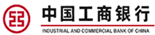 中国工商银行
INDUSTRIAL AND COMMERCIAL BANK OF CHINA